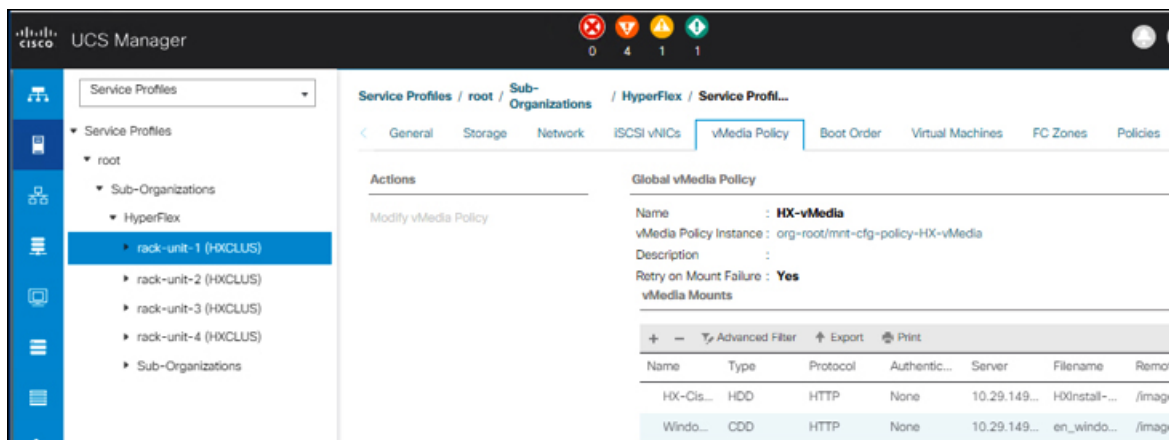 cisco UCS Manager
0 4 1 1
Service Profiles
Service Profiles
root
Sub-Organizations
HyperFlex
rack-unit-1 (HXCLUS)
rack-unit-2 (HXCLUS)
rack-unit-3 (HXCLUS)
rack-unit-4 (HXCLUS)
Sub-Organizations
Service Profiles / root / Sub-Organizations / HyperFlex / Service Profil...
General Storage Network iSCSI vNICs vMedia Policy Boot Order Virtual Machines FC Zones Policies
Actions
Modify vMedia Policy
Global vMedia Policy
Name : HX-vMedia
vMedia Policy Instance : org-root/mnt-cfg-policy-HX-vMedia
Description :
Retry on Mount Failure : Yes
vMedia Mounts
+ − Advanced Filter Export Print
Name Type Protocol Authentic... Server Filename Remot
HX-Cis... HDD HTTP None 10.29.149... HXInstall-... /image
Windo... CDD HTTP None 10.29.149... en_windo... /image